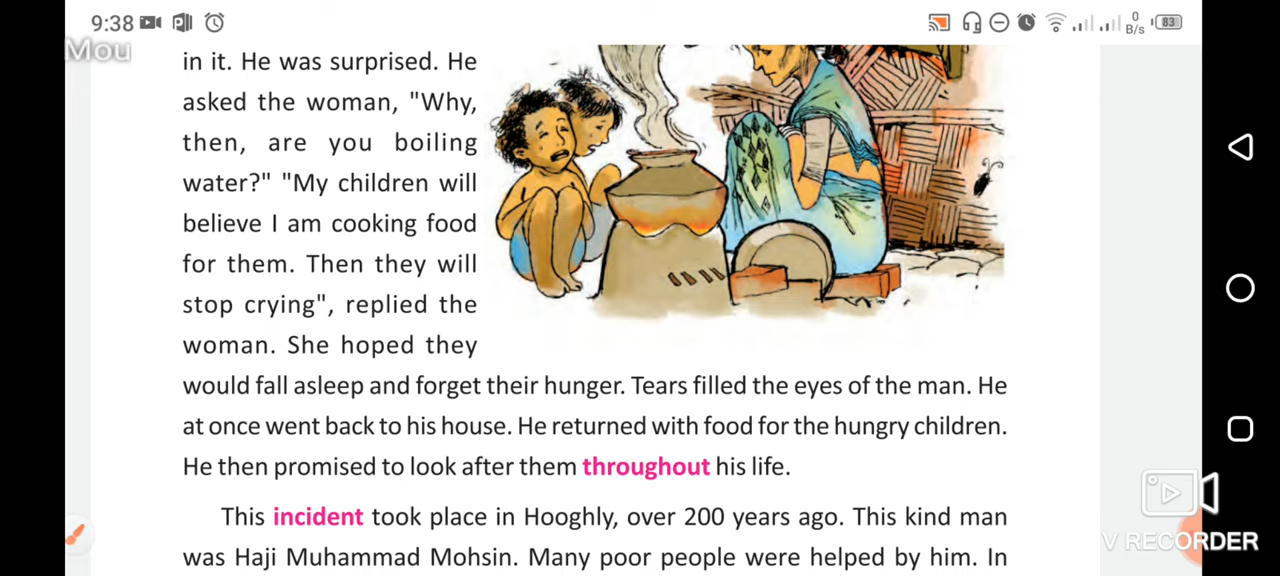 9:38
0
B/s
83
Mou
in it. He was surprised. He
asked the woman, "Why,
then, are you boiling
water?" "My children will
believe I am cooking food
for them. Then they will
stop crying", replied the
woman. She hoped they
would fall asleep and forget their hunger. Tears filled the eyes of the man. He
at once went back to his house. He returned with food for the hungry children.
He then promised to look after them throughout his life.
This incident took place in Hooghly, over 200 years ago. This kind man
was Haji Muhammad Mohsin. Many poor people were helped by him. In
V RECORDER